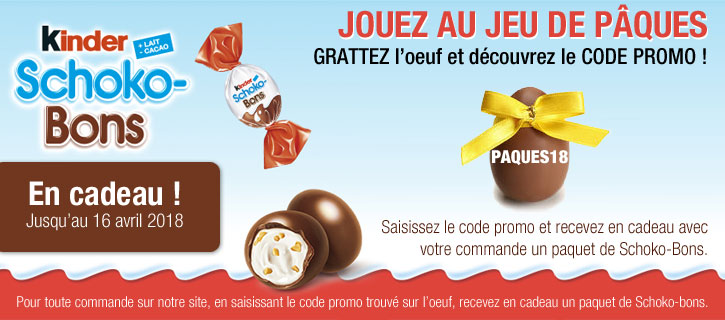 Kinder
+ LAIT
- CACAO
Schoko-
Bons
En cadeau !
Jusqu'au 16 avril 2018
Kinder
Schoko-
Bons
JOUEZ AU JEU DE PÂQUES
GRATTEZ l'oeuf et découvrez le CODE PROMO !
PAQUES18
Saisissez le code promo et recevez en cadeau avec
votre commande un paquet de Schoko-Bons.
Pour toute commande sur notre site, en saisissant le code promo trouvé sur l'oeuf, recevez en cadeau un paquet de Schoko-bons.